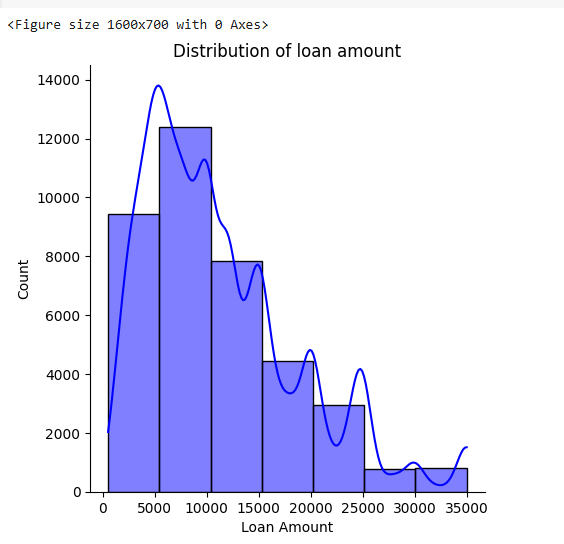 <Figure size 1600x700 with 0 Axes>
Distribution of loan amount
14000
12000
10000
8000
6000
4000
2000
0
Count
0 5000 10000 15000 20000 25000 30000 35000
Loan Amount